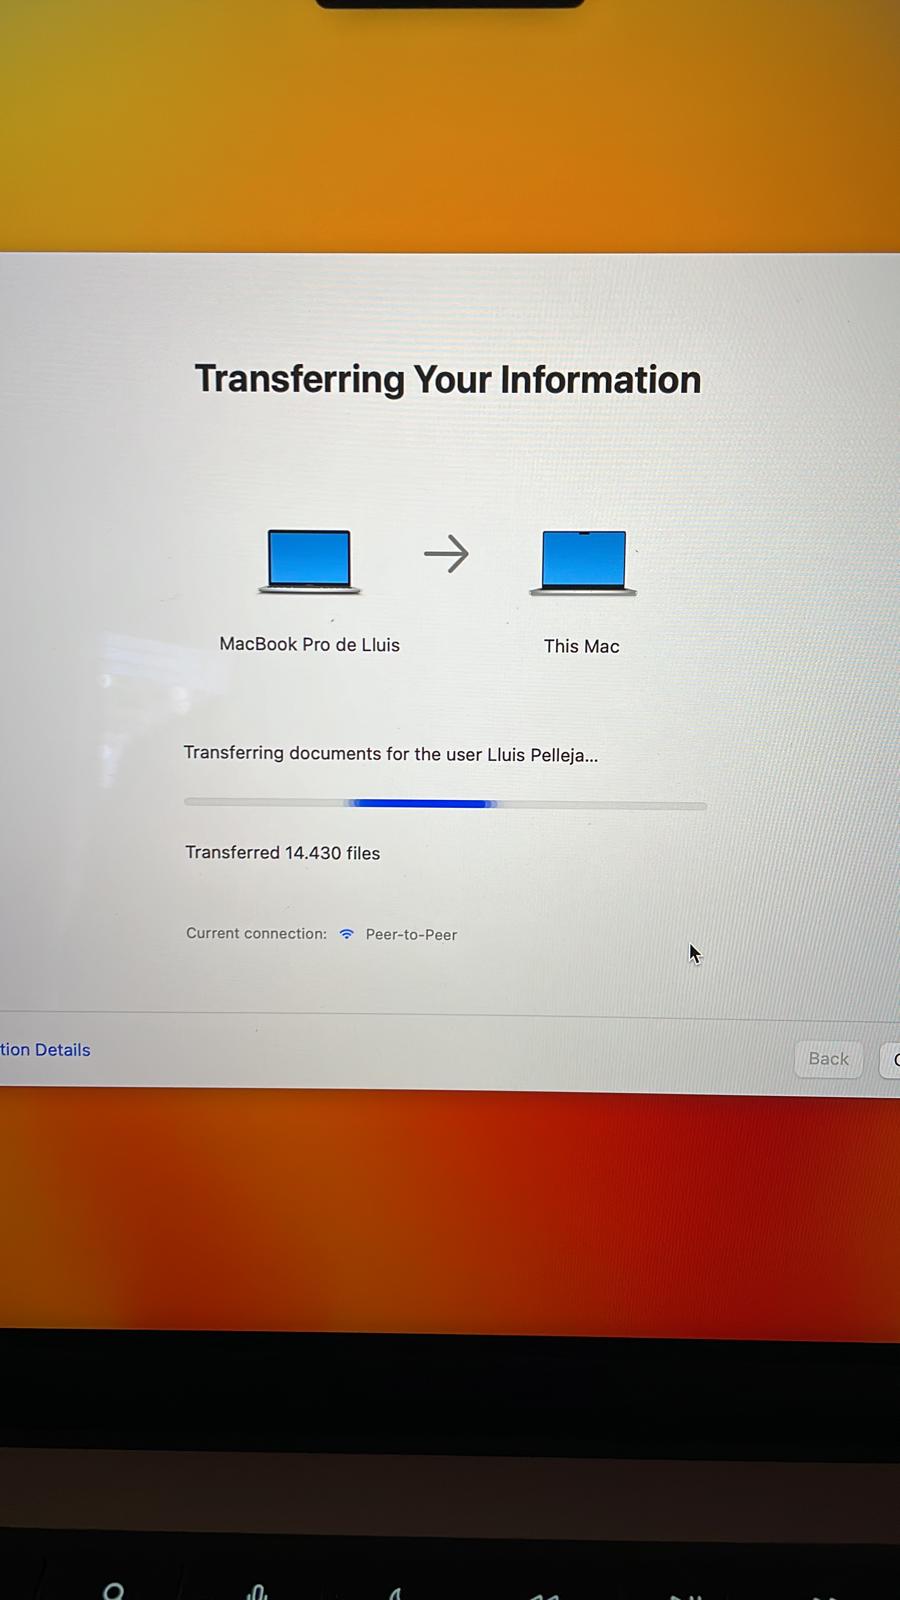 Transferring Your Information
MacBook Pro de Lluis
This Mac
Transferring documents for the user Lluis Pelleja...
Transferred 14.430 files
Current connection: Peer-to-Peer
tion Details
Back